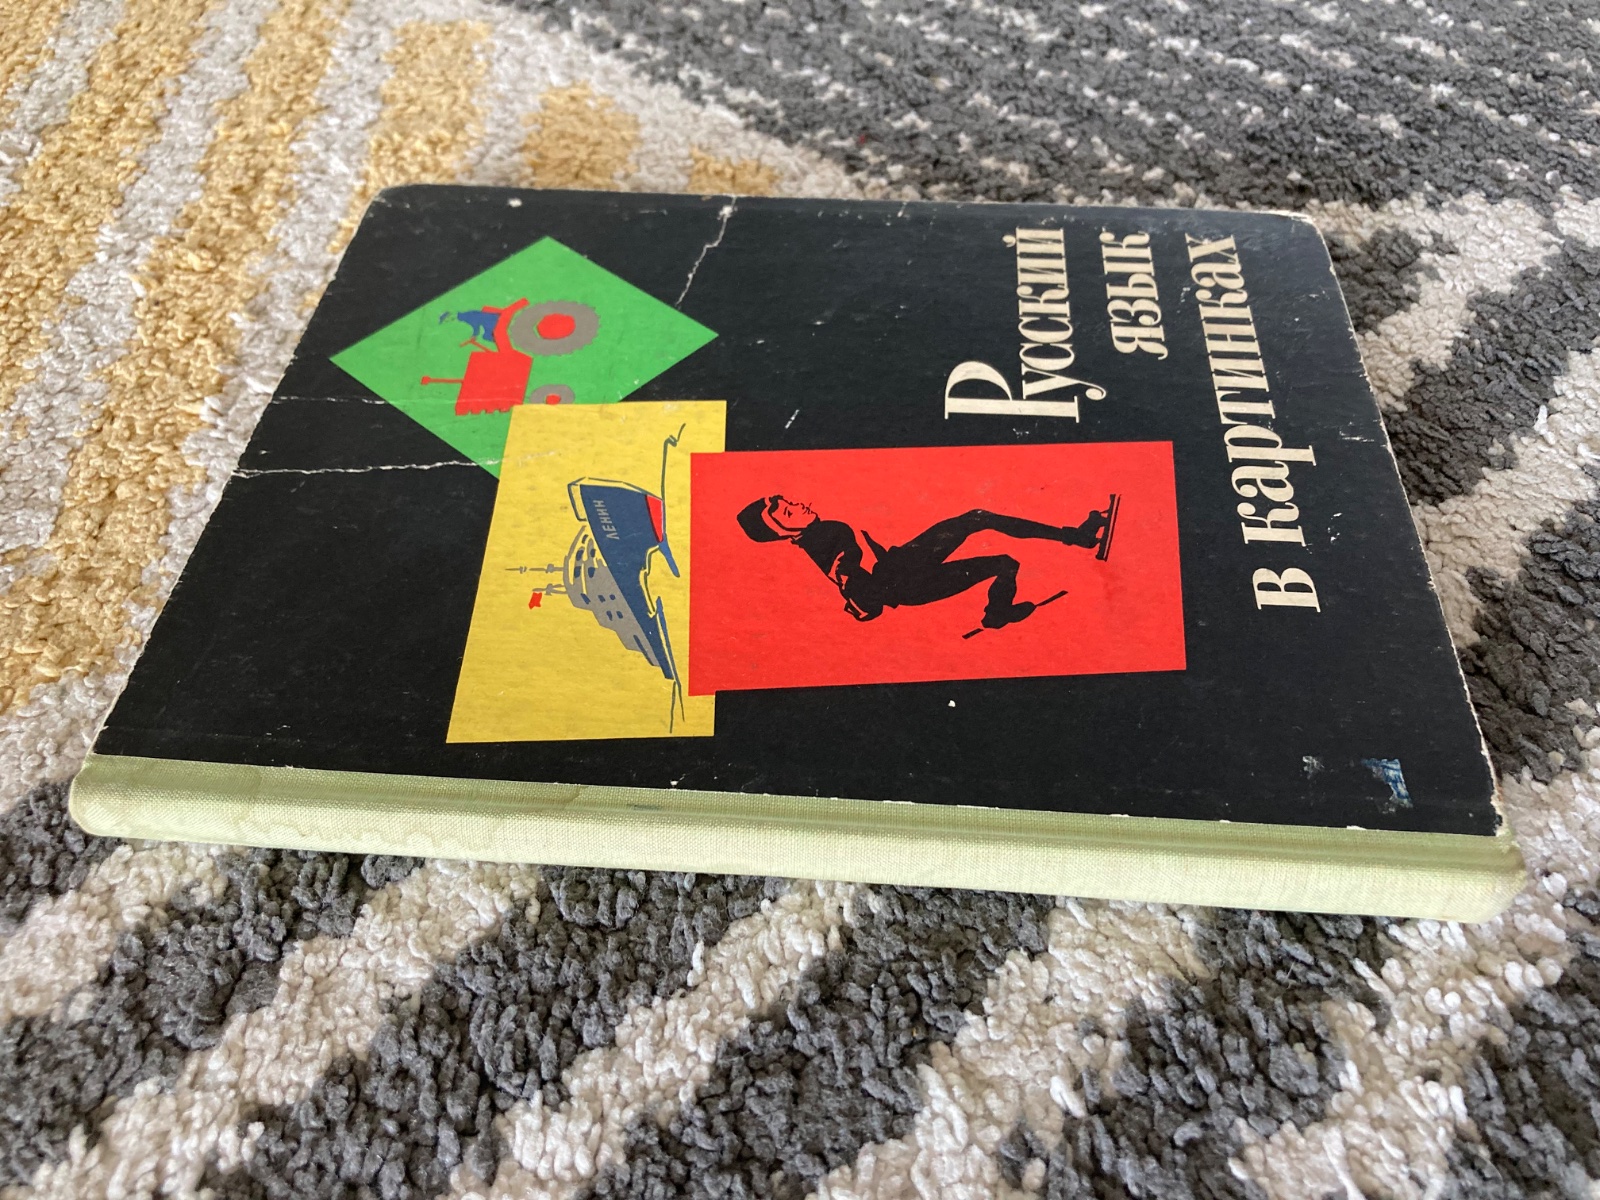 Русский
язык
в картинках
ЛЕНИН